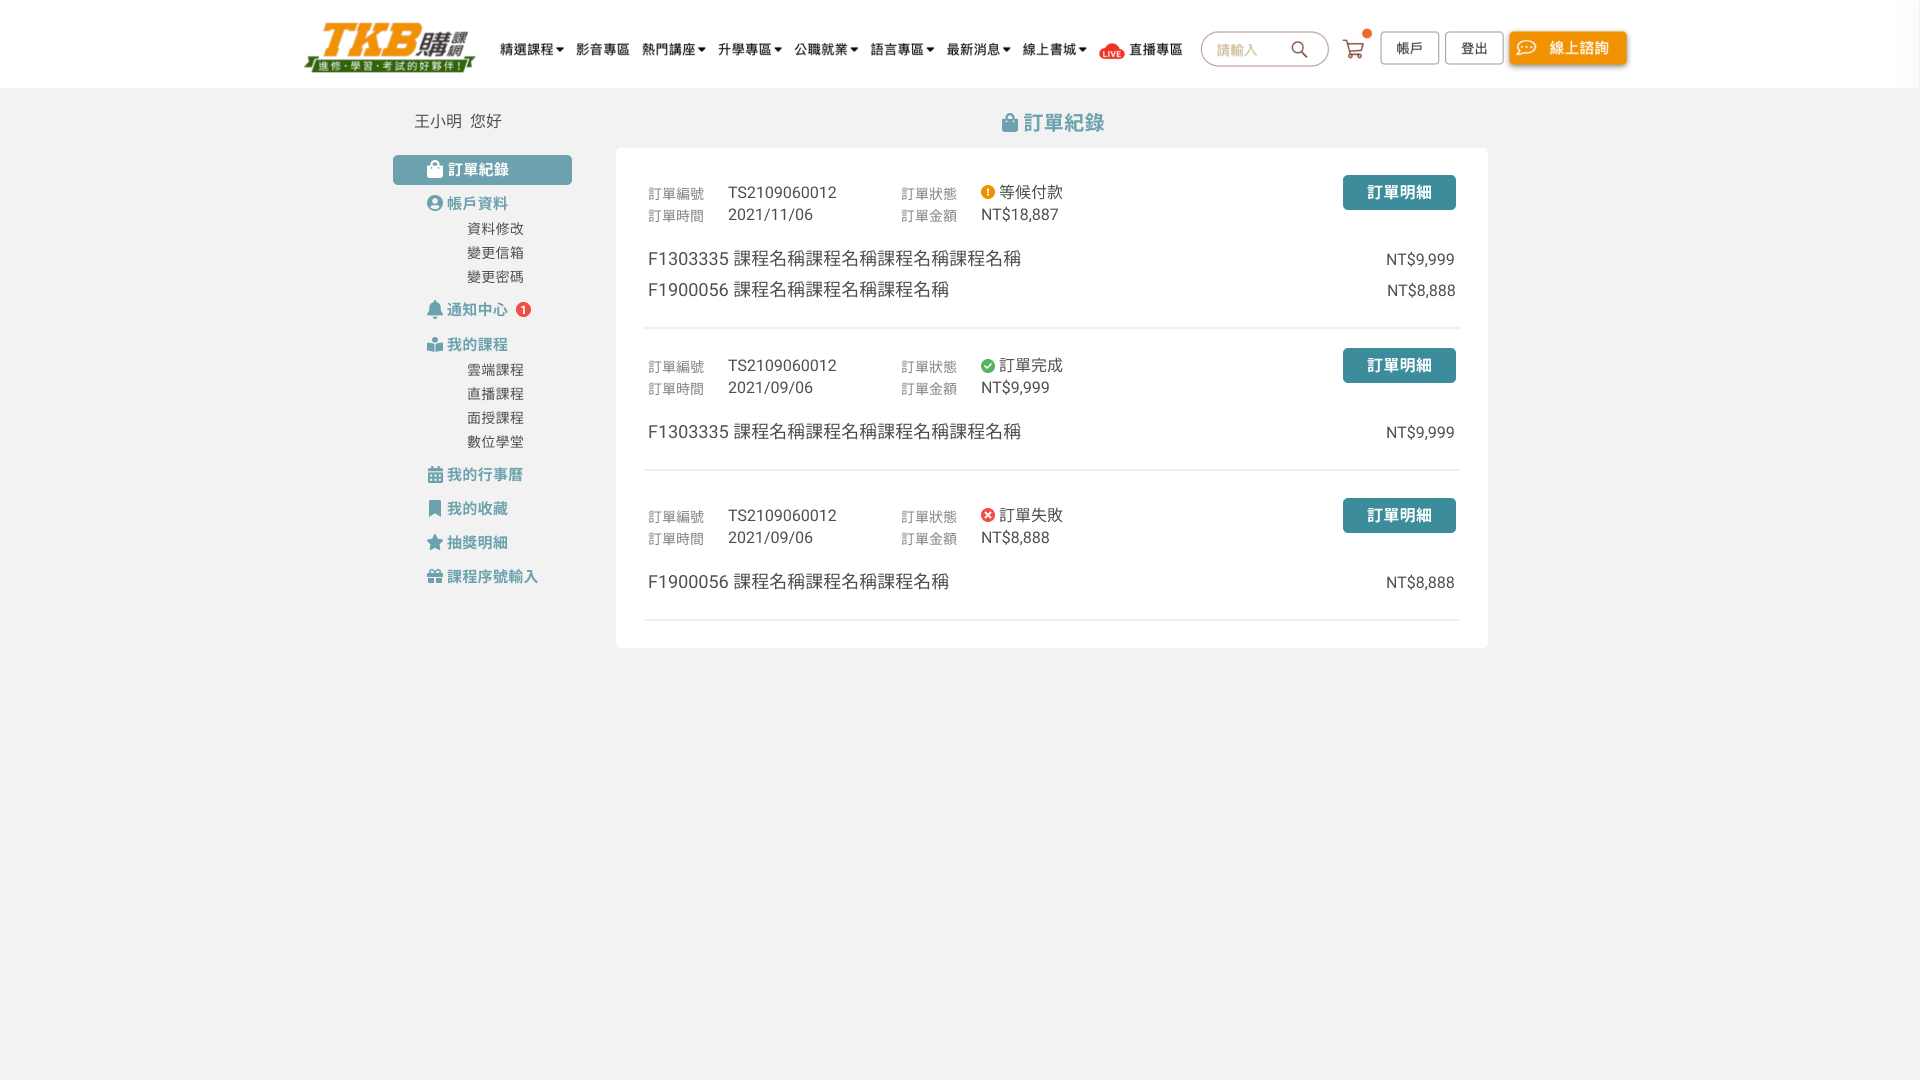 TKB購課網
進修·學習·考試的好夥伴!
精選課程 影音專區 熱門講座 升學專區 公職就業 語言專區 最新消息 線上書城 LIVE 直播專區 請輸入 帳戶 登出 線上諮詢
王小明 您好
訂單紀錄
帳戶資料
資料修改
變更信箱
變更密碼
通知中心 1
我的課程
雲端課程
直播課程
面授課程
數位學堂
我的行事曆
我的收藏
抽獎明細
課程序號輸入
訂單紀錄
訂單編號 TS2109060012 訂單狀態 等候付款 訂單明細
訂單時間 2021/11/06 訂單金額 NT$18,887
F1303335 課程名稱課程名稱課程名稱課程名稱 NT$9,999
F1900056 課程名稱課程名稱課程名稱 NT$8,888
訂單編號 TS2109060012 訂單狀態 訂單完成 訂單明細
訂單時間 2021/09/06 訂單金額 NT$9,999
F1303335 課程名稱課程名稱課程名稱課程名稱 NT$9,999
訂單編號 TS2109060012 訂單狀態 訂單失敗 訂單明細
訂單時間 2021/09/06 訂單金額 NT$8,888
F1900056 課程名稱課程名稱課程名稱 NT$8,888